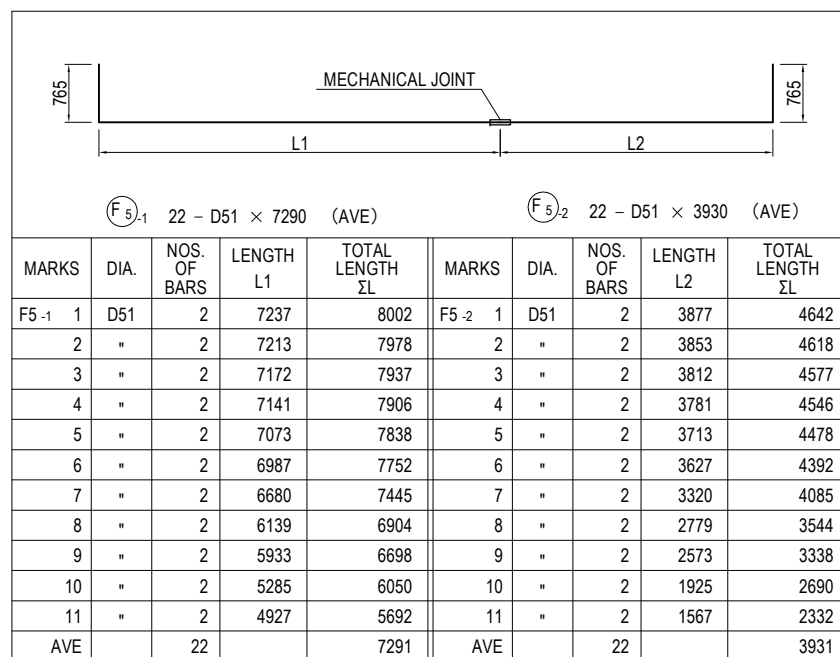 MECHANICAL JOINT
765
765
L1
L2
F 5 -1 22 – D51 × 7290 (AVE)
F 5 -2 22 – D51 × 3930 (AVE)
MARKS DIA. NOS. OF BARS LENGTH L1 TOTAL LENGTH ΣL MARKS DIA. NOS. OF BARS LENGTH L2 TOTAL LENGTH ΣL
F5 -1 1 D51 2 7237 8002 F5 -2 1 D51 2 3877 4642
2 " 2 7213 7978 2 " 2 3853 4618
3 " 2 7172 7937 3 " 2 3812 4577
4 " 2 7141 7906 4 " 2 3781 4546
5 " 2 7073 7838 5 " 2 3713 4478
6 " 2 6987 7752 6 " 2 3627 4392
7 " 2 6680 7445 7 " 2 3320 4085
8 " 2 6139 6904 8 " 2 2779 3544
9 " 2 5933 6698 9 " 2 2573 3338
10 " 2 5285 6050 10 " 2 1925 2690
11 " 2 4927 5692 11 " 2 1567 2332
AVE 22 7291 AVE 22 3931